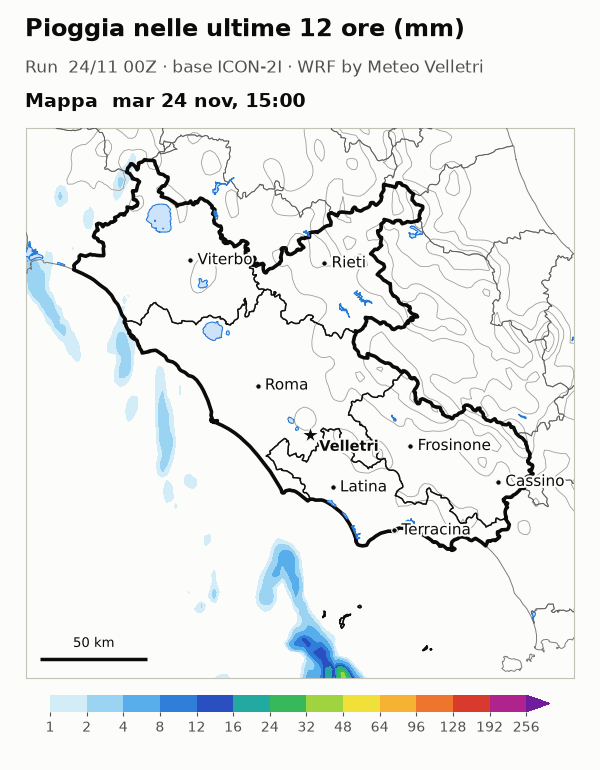 Pioggia nelle ultime 12 ore (mm)
Run 24/11 00Z · base ICON-2I · WRF by Meteo Velletri
Mappa mar 24 nov, 15:00
Viterbo
Rieti
Roma
Velletri
Frosinone
Latina
Cassino
Terracina
50 km
1 2 4 8 12 16 24 32 48 64 96 128 192 256